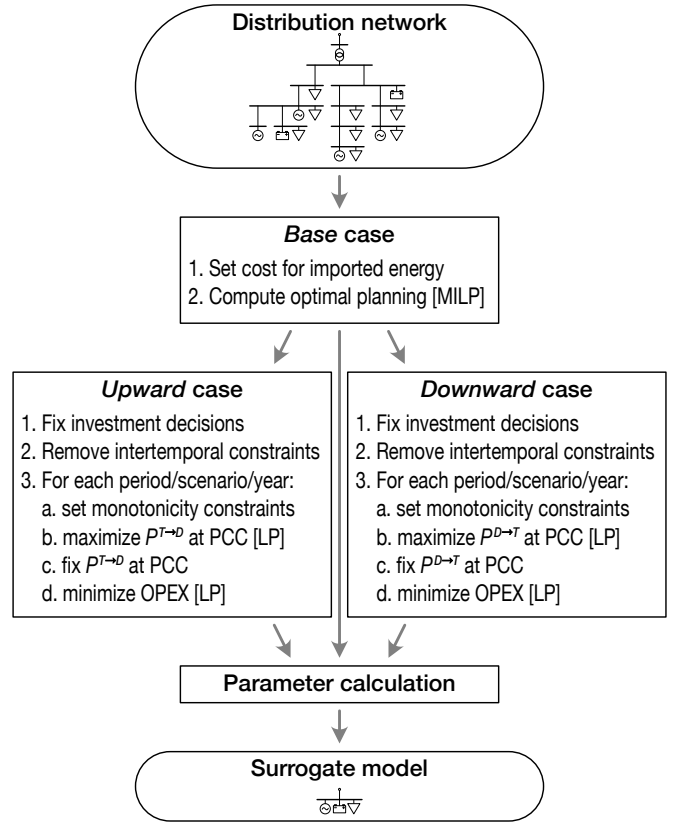 Distribution network
Base case
1. Set cost for imported energy
2. Compute optimal planning [MILP]
Upward case
1. Fix investment decisions
2. Remove intertemporal constraints
3. For each period/scenario/year:
a. set monotonicity constraints
b. maximize P^{T→D} at PCC [LP]
c. fix P^{T→D} at PCC
d. minimize OPEX [LP]
Downward case
1. Fix investment decisions
2. Remove intertemporal constraints
3. For each period/scenario/year:
a. set monotonicity constraints
b. maximize P^{D→T} at PCC [LP]
c. fix P^{D→T} at PCC
d. minimize OPEX [LP]
Parameter calculation
Surrogate model